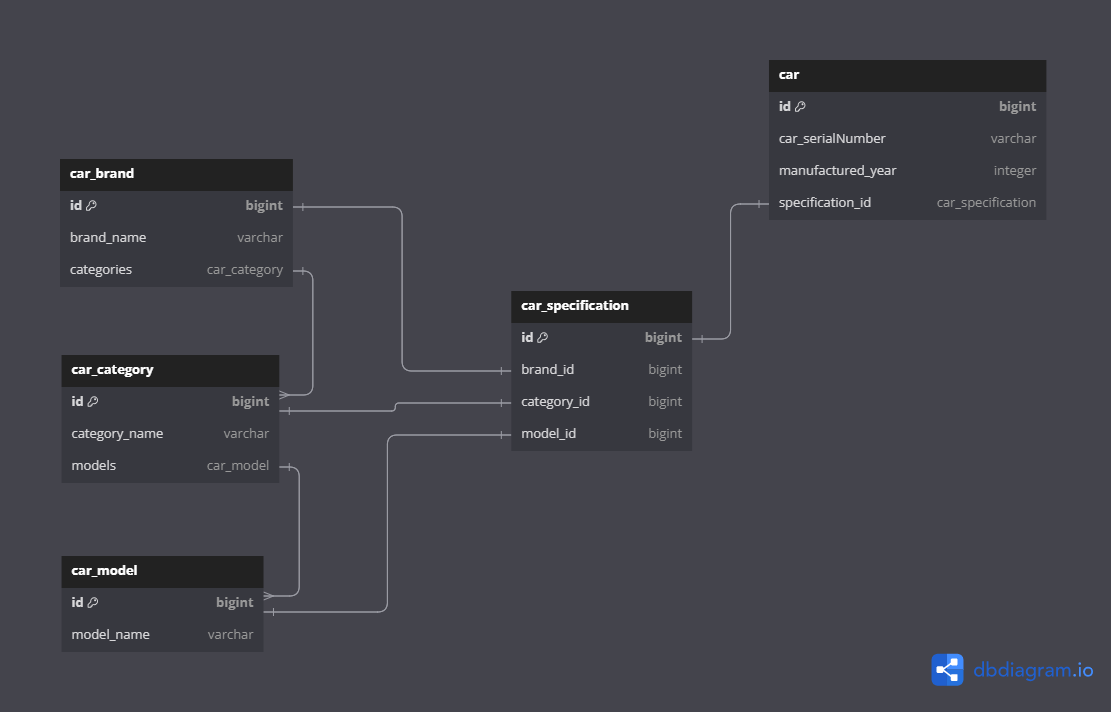 car
id bigint
car_serialNumber varchar
manufactured_year integer
specification_id car_specification
car_brand
id bigint
brand_name varchar
categories car_category
car_specification
id bigint
brand_id bigint
category_id bigint
model_id bigint
car_category
id bigint
category_name varchar
models car_model
car_model
id bigint
model_name varchar
dbdiagram.io